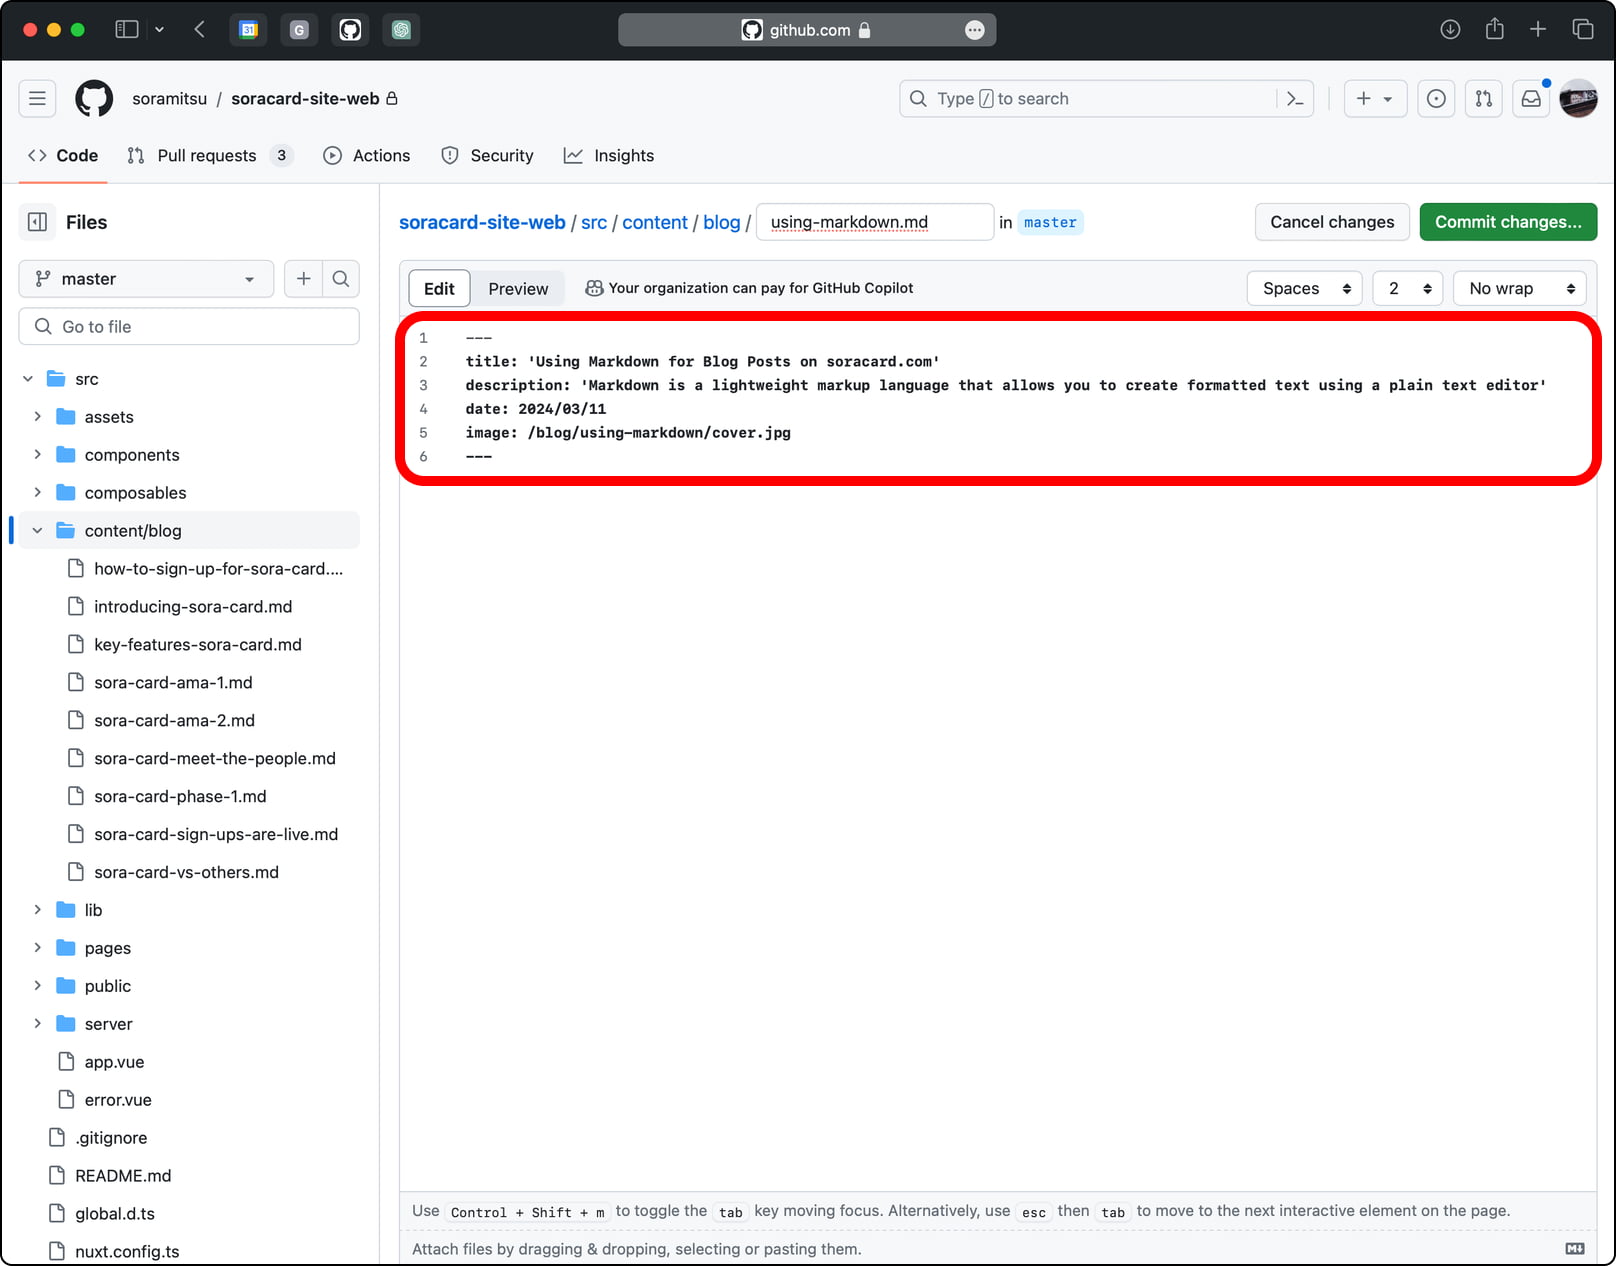 31
G
github.com
soramitsu / soracard-site-web
Type / to search
Code
Pull requests 3
Actions
Security
Insights
Files
master
Go to file
src
assets
components
composables
content/blog
how-to-sign-up-for-sora-card....
introducing-sora-card.md
key-features-sora-card.md
sora-card-ama-1.md
sora-card-ama-2.md
sora-card-meet-the-people.md
sora-card-phase-1.md
sora-card-sign-ups-are-live.md
sora-card-vs-others.md
lib
pages
public
server
app.vue
error.vue
.gitignore
README.md
global.d.ts
nuxt.config.ts
soracard-site-web / src / content / blog / using-markdown.md in master
Cancel changes
Commit changes...
Edit
Preview
Your organization can pay for GitHub Copilot
Spaces
2
No wrap
1 ---
2 title: 'Using Markdown for Blog Posts on soracard.com'
3 description: 'Markdown is a lightweight markup language that allows you to create formatted text using a plain text editor'
4 date: 2024/03/11
5 image: /blog/using-markdown/cover.jpg
6 ---
Use Control + Shift + m to toggle the tab key moving focus. Alternatively, use esc then tab to move to the next interactive element on the page.
Attach files by dragging & dropping, selecting or pasting them.